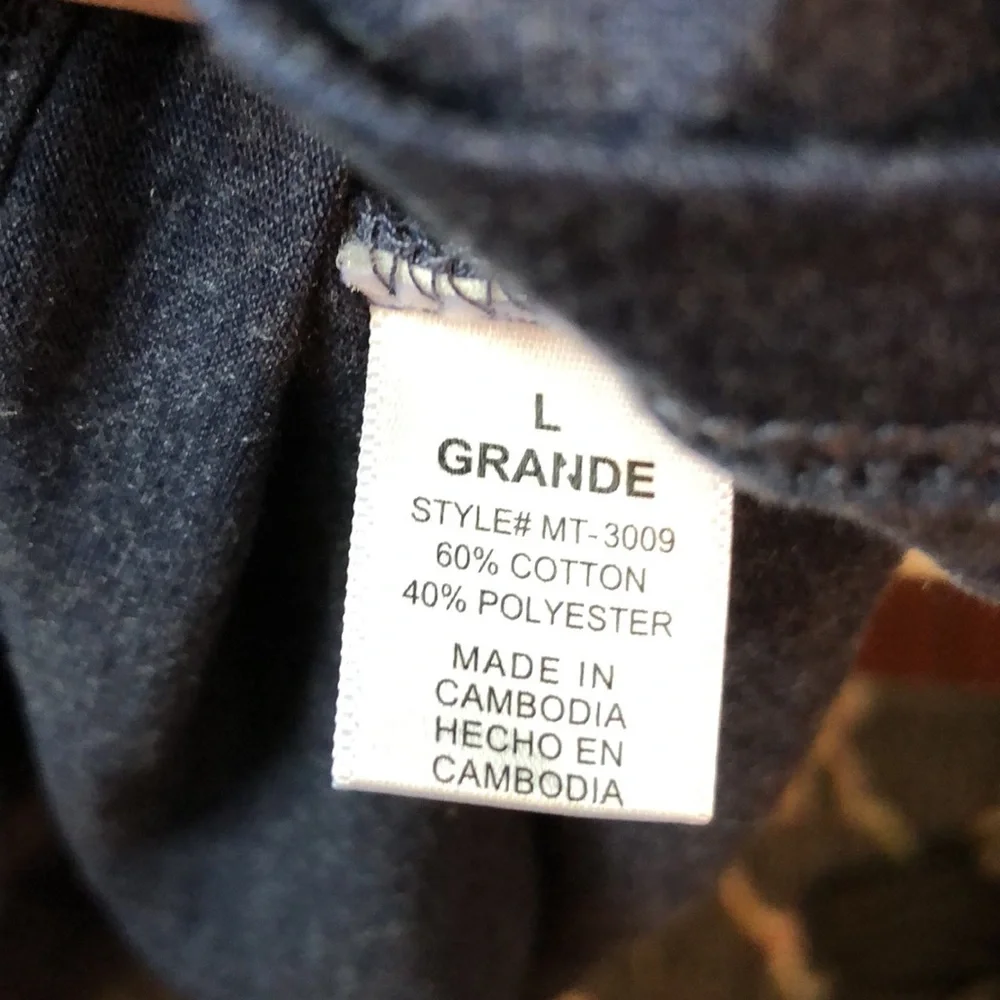 L
GRANDE
STYLE# MT-3009
60% COTTON
40% POLYESTER
MADE IN
CAMBODIA
HECHO EN
CAMBODIA